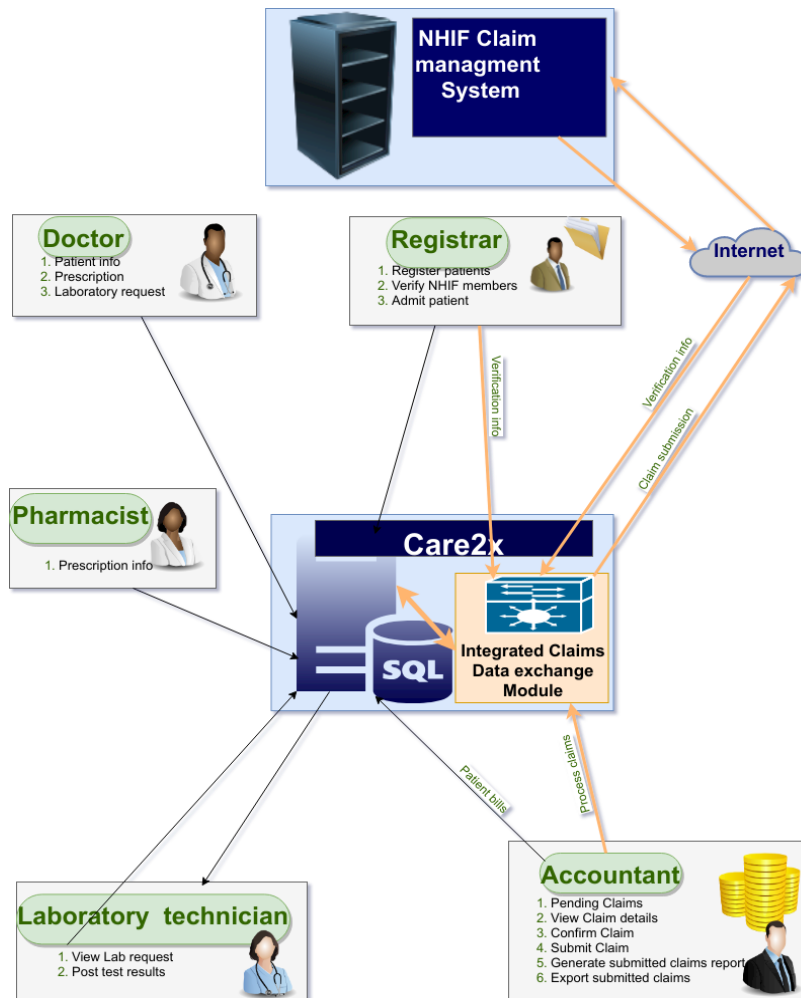 NHIF Claim
managment
System
Doctor
1. Patient info
2. Prescription
3. Laboratory request
Registrar
1. Register patients
2. Verify NHIF members
3. Admit patient
Internet
Verification info
Verification info
Claim submission
Pharmacist
1. Prescription info
Care2x
SQL
Integrated Claims
Data exchange
Module
Patient bills
Process claims
Laboratory technician
1. View Lab request
2. Post test results
Accountant
1. Pending Claims
2. View Claim details
3. Confirm Claim
4. Submit Claim
5. Generate submitted claims report
6. Export submitted claims